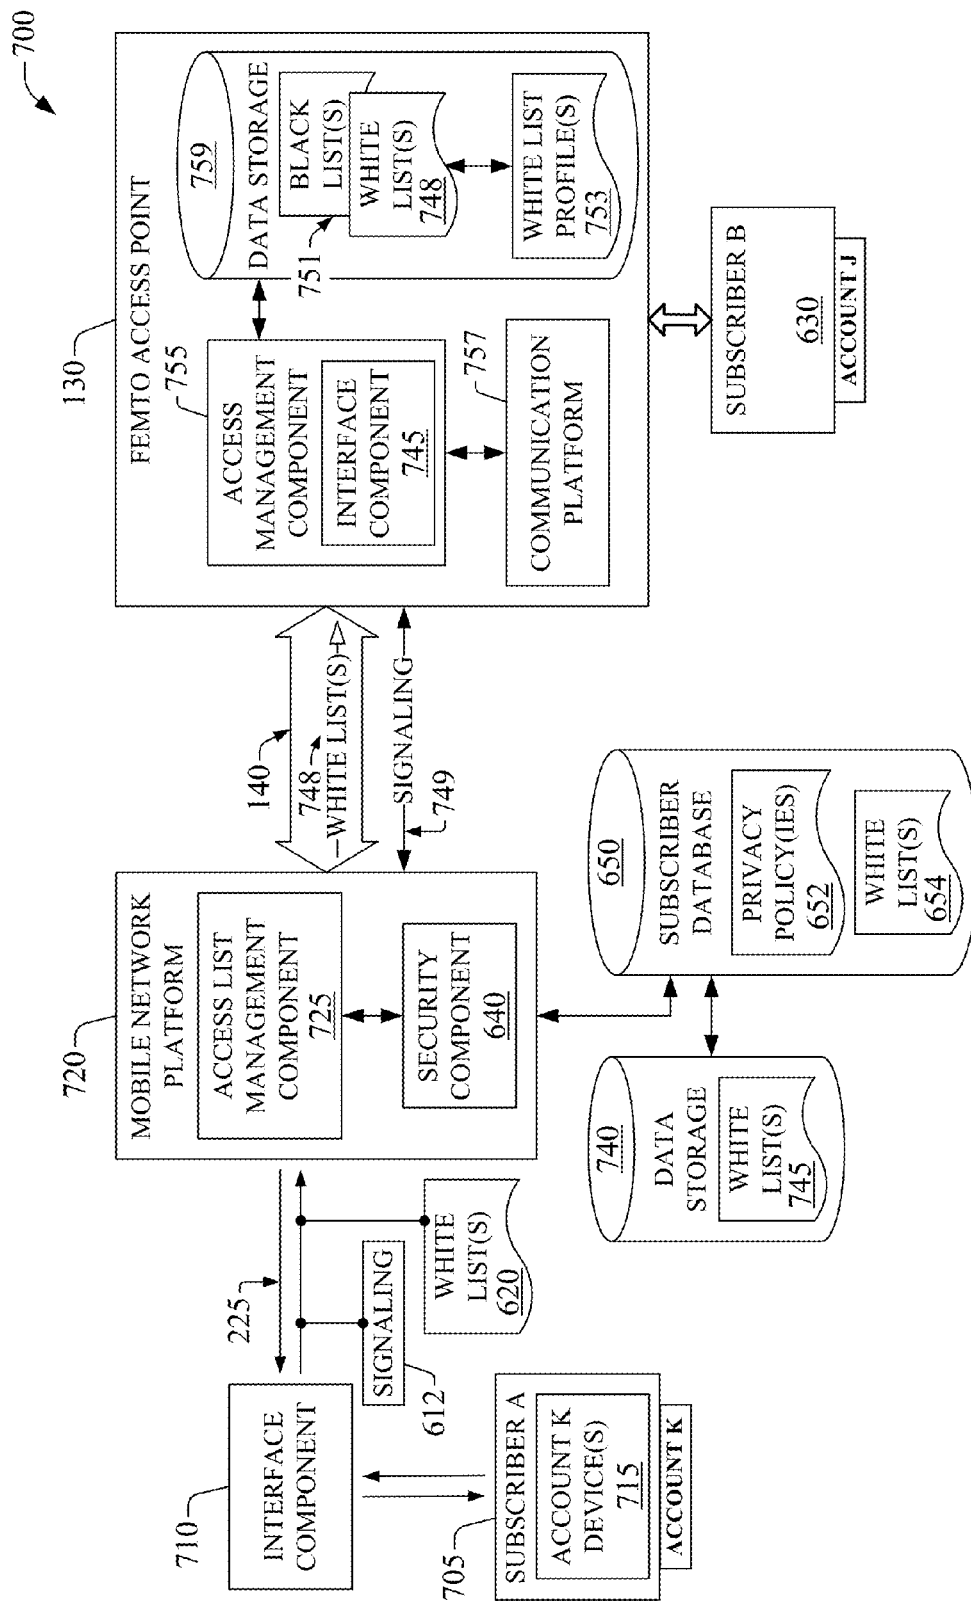 700
130
FEMTO ACCESS POINT
755
ACCESS
MANAGEMENT
COMPONENT
INTERFACE
COMPONENT
745
757
COMMUNICATION
PLATFORM
759
DATA STORAGE
751
BLACK
LIST(S)
WHITE
LIST(S)
748
WHITE LIST
PROFILE(S)
753
SUBSCRIBER B
630
ACCOUNT J
140
748
WHITE LIST(S)
SIGNALING
749
720
MOBILE NETWORK
PLATFORM
ACCESS LIST
MANAGEMENT
COMPONENT
725
SECURITY
COMPONENT
640
650
SUBSCRIBER
DATABASE
PRIVACY
POLICY(IES)
652
WHITE
LIST(S)
654
740
DATA
STORAGE
WHITE
LIST(S)
745
225
SIGNALING
612
WHITE
LIST(S)
620
710
INTERFACE
COMPONENT
705
SUBSCRIBER A
ACCOUNT K
DEVICE(S)
715
ACCOUNT K